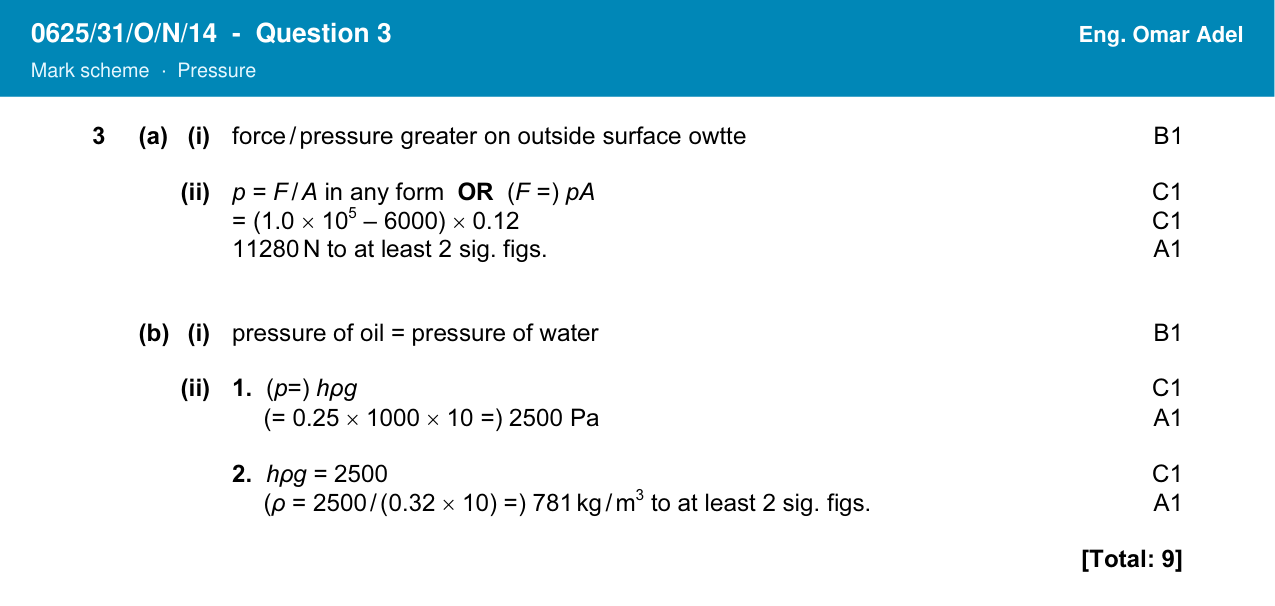 0625/31/O/N/14 - Question 3
Eng. Omar Adel
Mark scheme · Pressure
3 (a) (i) force/pressure greater on outside surface owtte B1
(ii) p = F/A in any form OR (F =) pA C1
= (1.0 × 10⁵ – 6000) × 0.12 C1
11280 N to at least 2 sig. figs. A1
(b) (i) pressure of oil = pressure of water B1
(ii) 1. (p=) hρg C1
(= 0.25 × 1000 × 10 =) 2500 Pa A1
2. hρg = 2500 C1
(ρ = 2500/(0.32 × 10) =) 781 kg/m³ to at least 2 sig. figs. A1
[Total: 9]